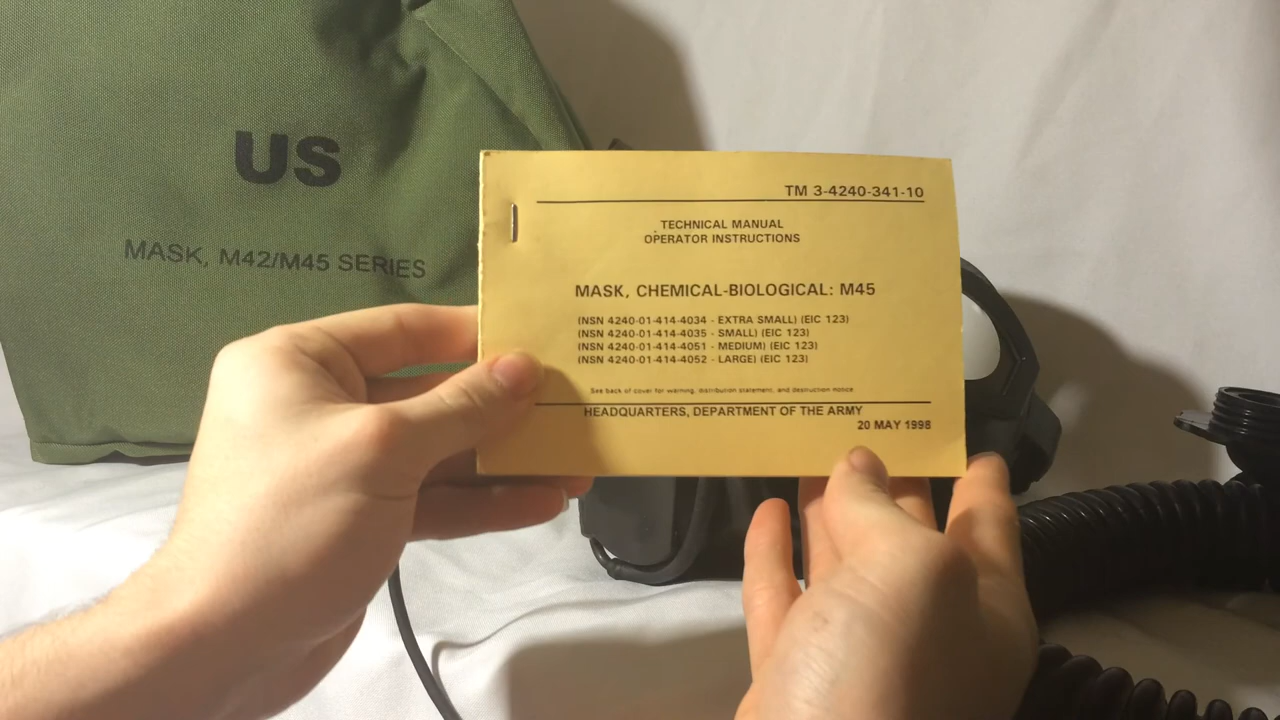 US
MASK, M42/M45 SERIES
TM 3-4240-341-10
TECHNICAL MANUAL
OPERATOR INSTRUCTIONS
MASK, CHEMICAL-BIOLOGICAL: M45
(NSN 4240-01-414-4034 - EXTRA SMALL) (EIC 123)
(NSN 4240-01-414-4035 - SMALL) (EIC 123)
(NSN 4240-01-414-4051 - MEDIUM) (EIC 123)
(NSN 4240-01-414-4052 - LARGE) (EIC 123)
See back of cover for warning, distribution statement, and destruction notice
HEADQUARTERS, DEPARTMENT OF THE ARMY
20 MAY 1998